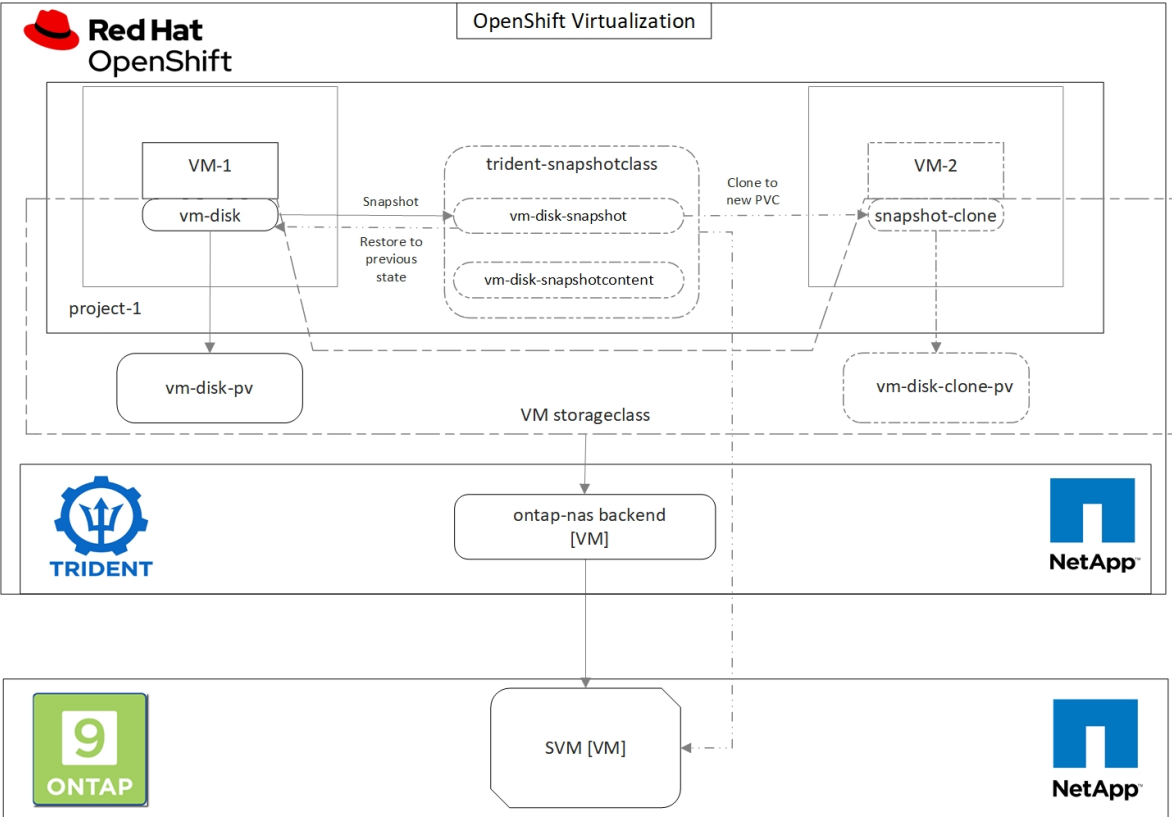 OpenShift Virtualization
Red Hat
OpenShift
VM-1
vm-disk
Snapshot
Restore to
previous
state
trident-snapshotclass
vm-disk-snapshot
vm-disk-snapshotcontent
Clone to
new PVC
VM-2
snapshot-clone
project-1
vm-disk-pv
vm-disk-clone-pv
VM storageclass
TRIDENT
ontap-nas backend
[VM]
NetApp™
9
ONTAP
SVM [VM]
NetApp™